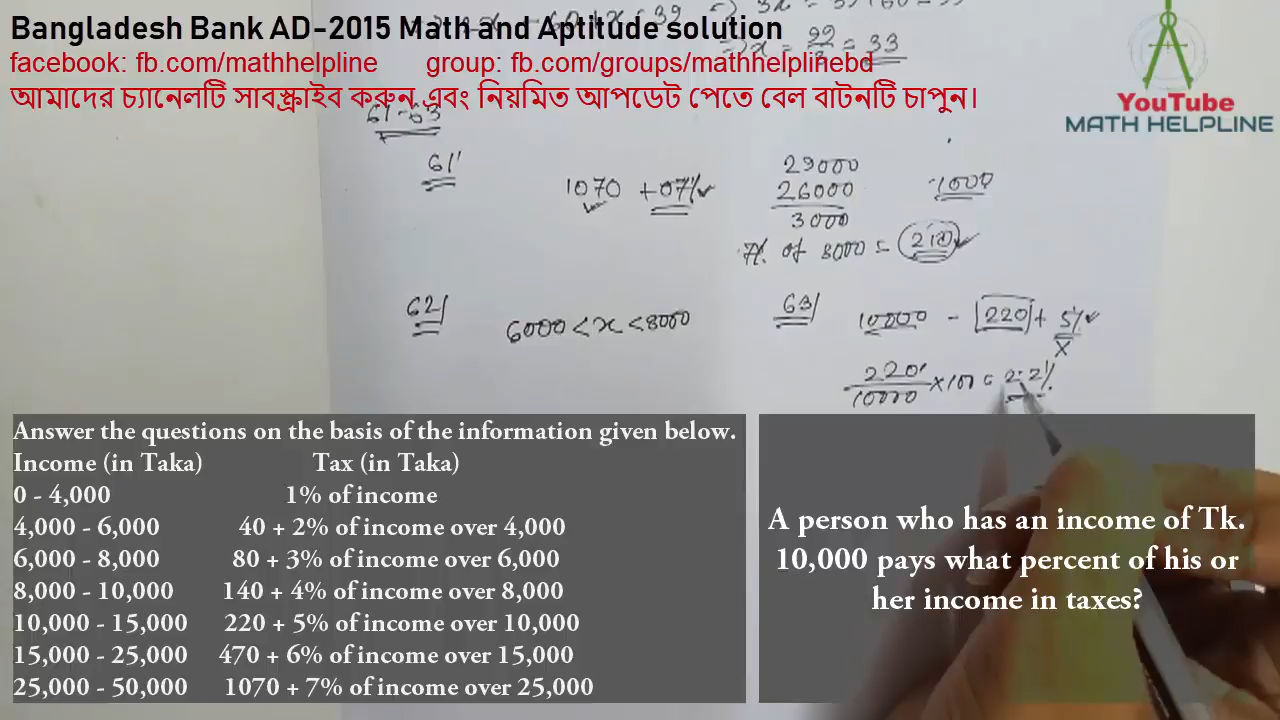 Bangladesh Bank AD-2015 Math and Aptitude solution
facebook: fb.com/mathhelpline group: fb.com/groups/mathhelplinebd
আমাদের চ্যানেলটি সাবস্ক্রাইব করুন এবং নিয়মিত আপডেট পেতে বেল বাটনটি চাপুন।
YouTube
MATH HELPLINE
= 39
⇒ x = 99/3 = 33
61-63
61
1070 + 07%
29000
26000
3000
1000
7% of 3000 = 210
62
6000 < x < 8000
63
10000 - 220 + 5%
x
220/10000 × 100 = 2.2%
Answer the questions on the basis of the information given below.
Income (in Taka) Tax (in Taka)
0 - 4,000 1% of income
4,000 - 6,000 40 + 2% of income over 4,000
6,000 - 8,000 80 + 3% of income over 6,000
8,000 - 10,000 140 + 4% of income over 8,000
10,000 - 15,000 220 + 5% of income over 10,000
15,000 - 25,000 470 + 6% of income over 15,000
25,000 - 50,000 1070 + 7% of income over 25,000
A person who has an income of Tk.
10,000 pays what percent of his or
her income in taxes?